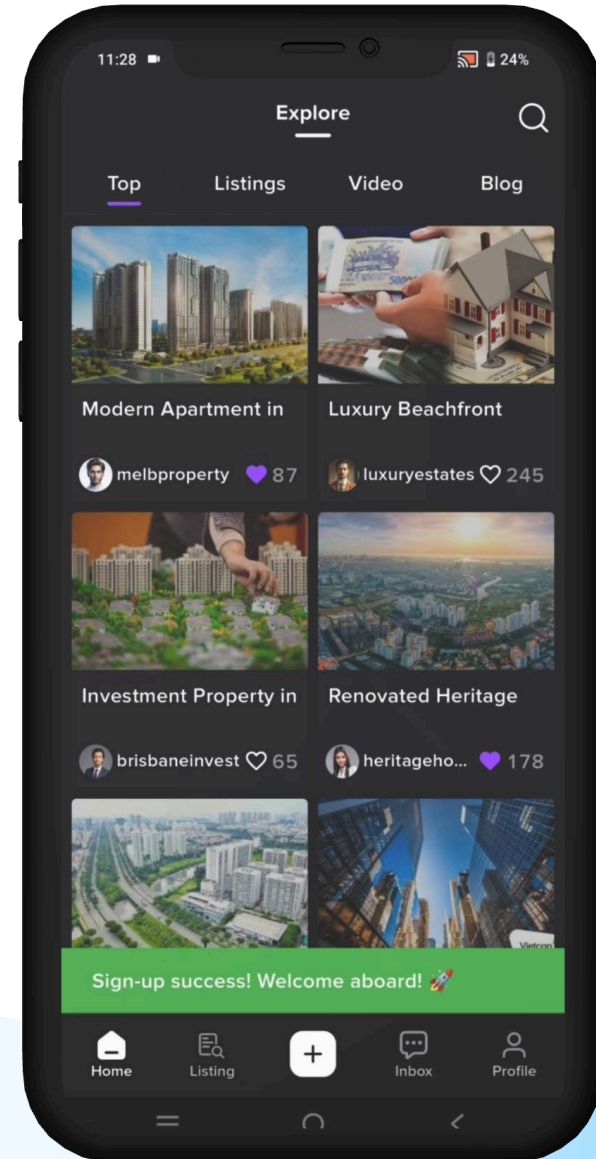 11:28
24%
Explore
Top Listings Video Blog
Modern Apartment in
Luxury Beachfront
melbproperty 87
luxuryestates 245
Investment Property in
Renovated Heritage
brisbaneinvest 65
heritageho... 178
Sign-up success! Welcome aboard! 🚀
Home Listing Inbox Profile